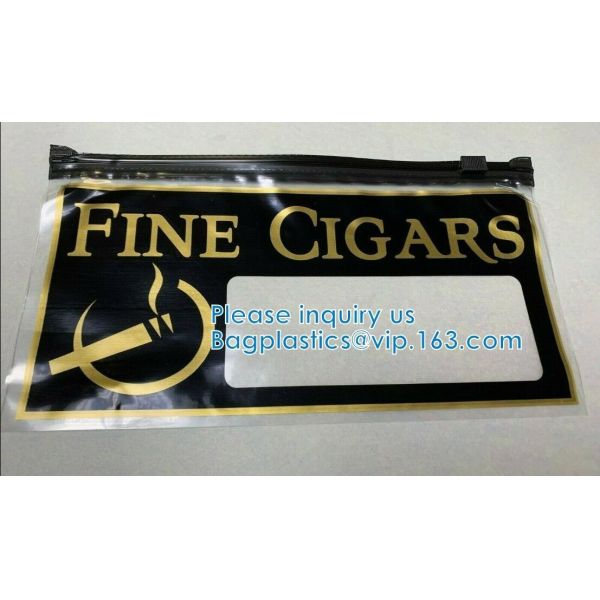 FINE CIGARS
Please inquiry us
Bagplastics@vip.163.com